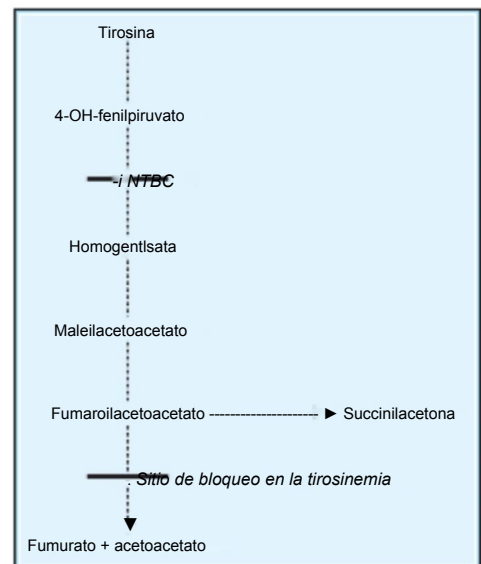 Tirosina
4-OH-fenilpiruvato
-i NTBC
Homogentlsata
Maleilacetoacetato
Fumaroilacetoacetato --------------------- ► Succinilacetona
. Sitio de bloqueo en la tirosinemia
Fumurato + acetoacetato